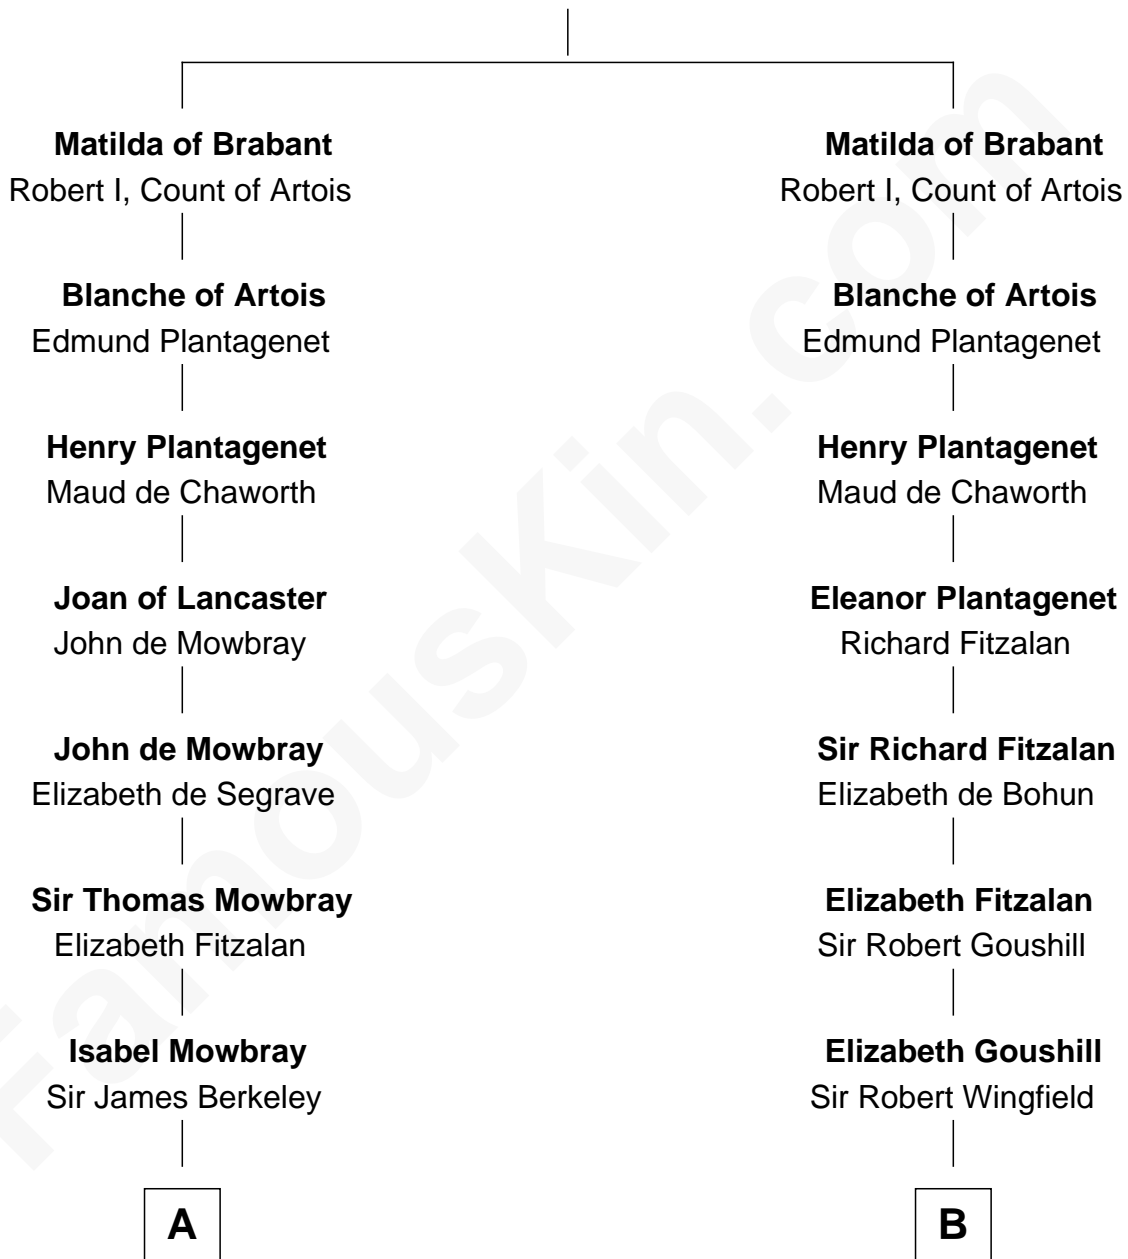 Matilda of Brabant
Robert I, Count of Artois
Blanche of Artois
Edmund Plantagenet
Henry Plantagenet
Maud de Chaworth
Joan of Lancaster
John de Mowbray
John de Mowbray
Elizabeth de Segrave
Sir Thomas Mowbray
Elizabeth Fitzalan
Isabel Mowbray
Sir James Berkeley
A
Matilda of Brabant
Robert I, Count of Artois
Blanche of Artois
Edmund Plantagenet
Henry Plantagenet
Maud de Chaworth
Eleanor Plantagenet
Richard Fitzalan
Sir Richard Fitzalan
Elizabeth de Bohun
Elizabeth Fitzalan
Sir Robert Goushill
Elizabeth Goushill
Sir Robert Wingfield
B
FamousKin.com